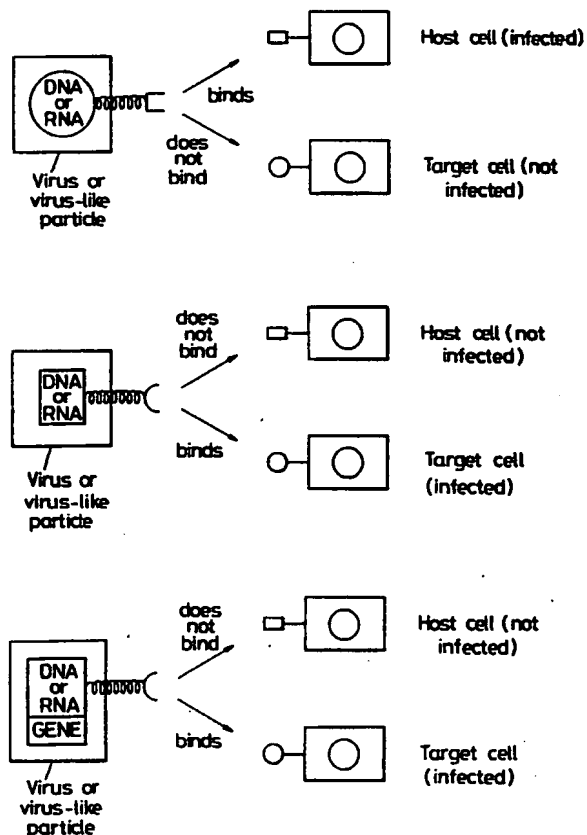 DNA
or
RNA
binds
does
not
bind
Virus or
virus-like
particle
Host cell (infected)
Target cell (not
infected)
DNA
or
RNA
does
not
bind
binds
Virus or
virus-like
particle
Host cell (not
infected)
Target cell
(infected)
DNA
or
RNA
GENE
does
not
bind
binds
Virus or
virus-like
particle
Host cell (not
infected)
Target cell
(infected)